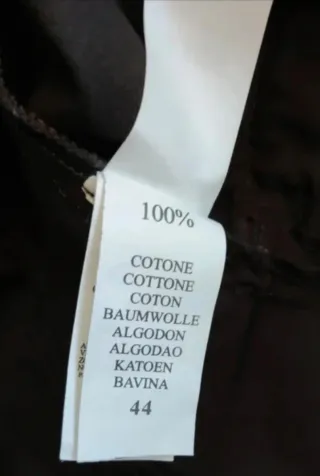 100%
COTONE
COTTONE
COTON
BAUMWOLLE
ALGODON
ALGODAO
KATOEN
BAVINA
44